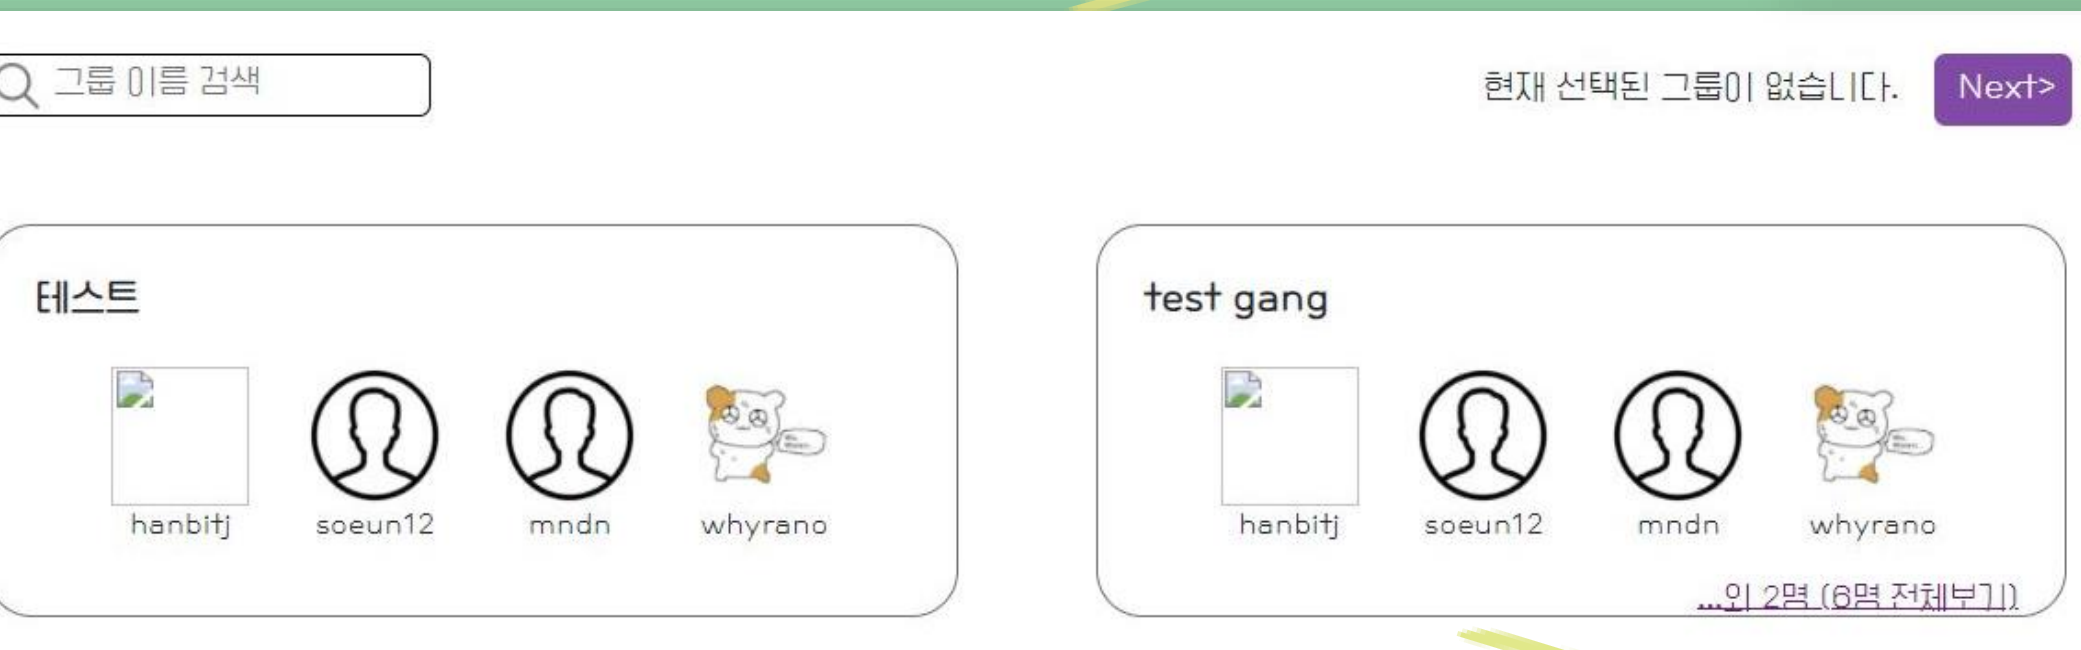 그룹 이름 검색
현재 선택된 그룹이 없습니다.
Next>
테스트
hanbitj
soeun12
mndn
whyrano
test gang
hanbitj
soeun12
mndn
whyrano
...외 2명 (6명 전체보기)